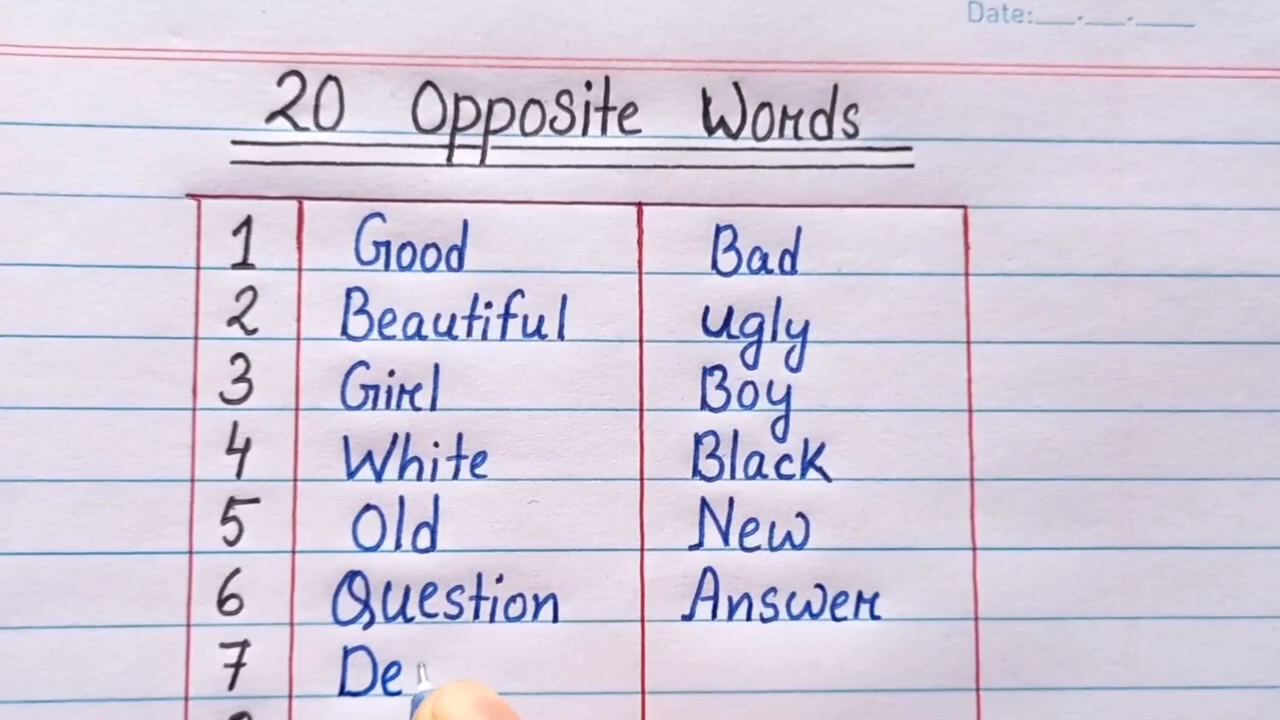 Date:
20 Opposite Words
1 Good Bad
2 Beautiful ugly
3 Girl Boy
4 White Black
5 Old New
6 Question Answer
7 De